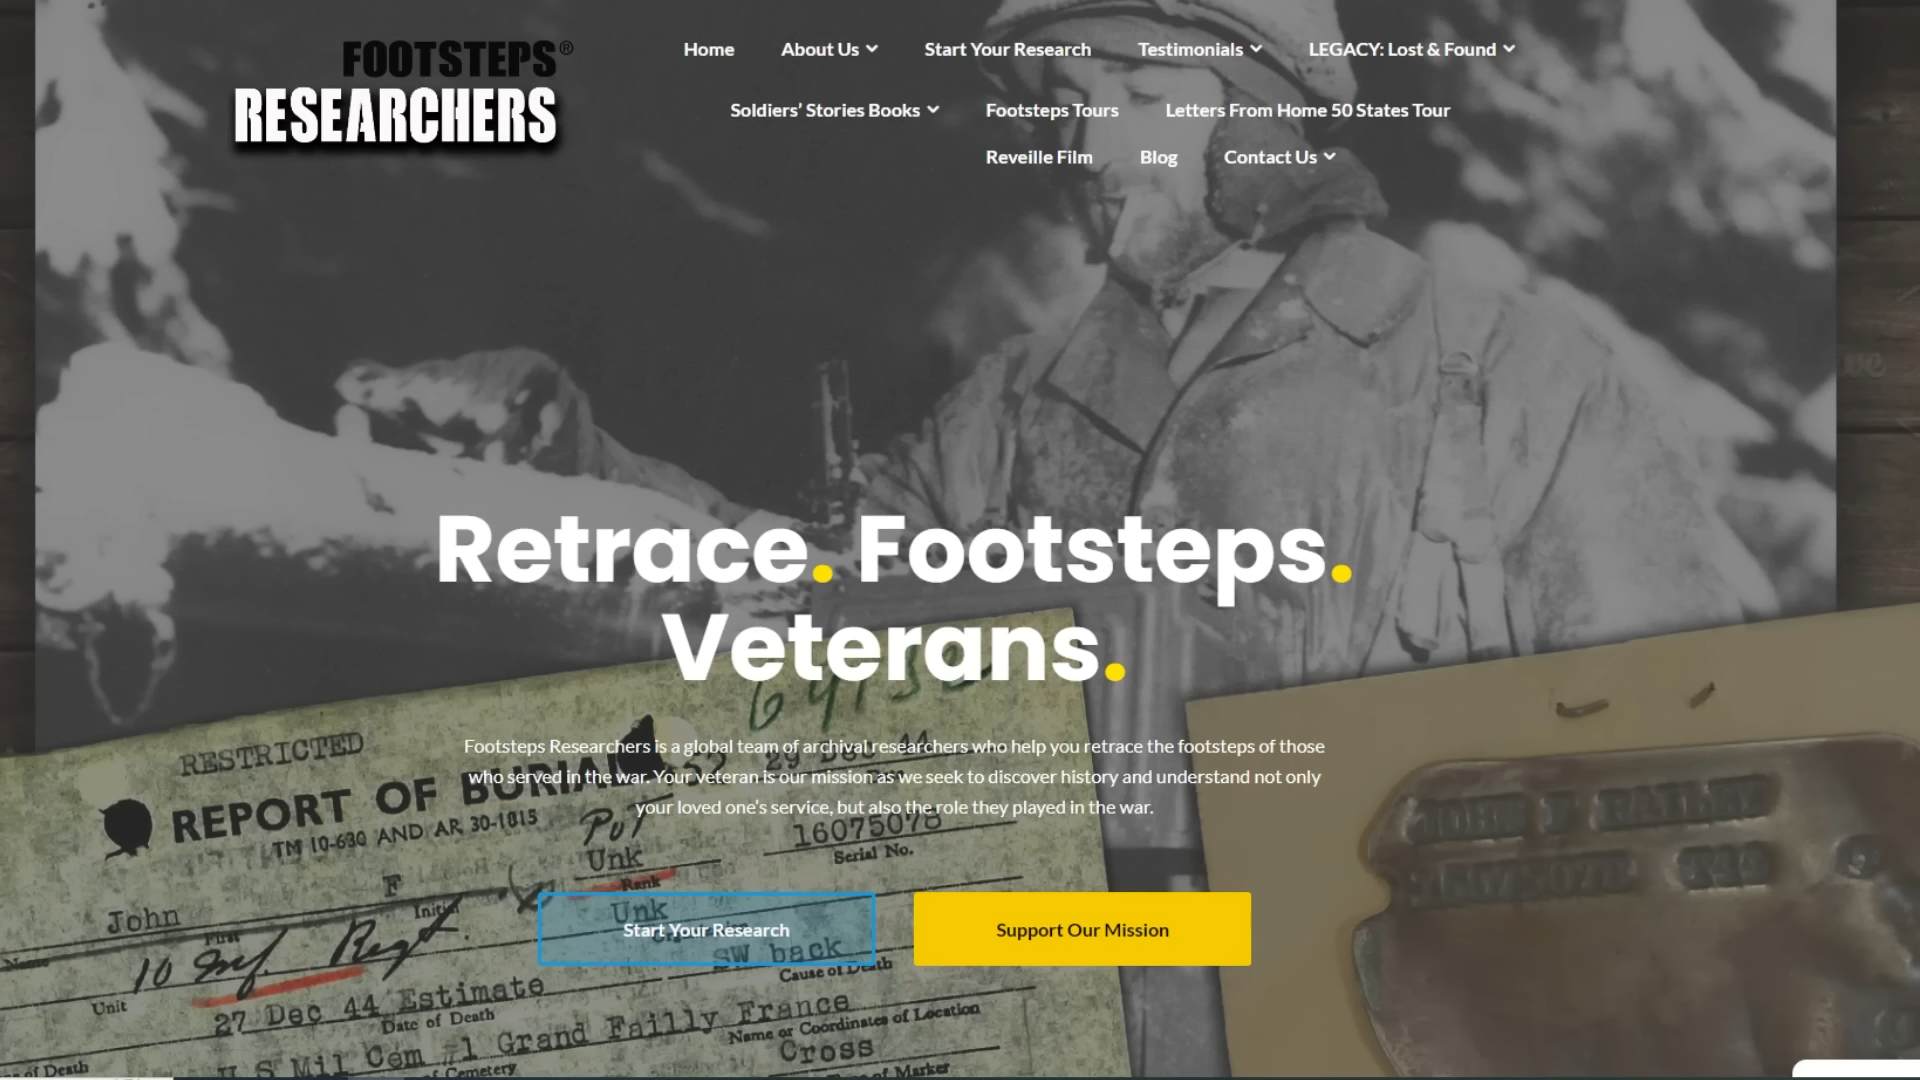 FOOTSTEPS®
RESEARCHERS
Home About Us Start Your Research Testimonials LEGACY: Lost & Found
Soldiers' Stories Books Footsteps Tours Letters From Home 50 States Tour
Reveille Film Blog Contact Us
Retrace. Footsteps.
Veterans.
Footsteps Researchers is a global team of archival researchers who help you retrace the footsteps of those
who served in the war. Your veteran is our mission as we seek to discover history and understand not only
your loved one's service, but also the role they played in the war.
Start Your Research Support Our Mission
RESTRICTED
REPORT OF BURIAL
29 Dec 44
TM 10-630 AND AR 30-1815
Pvt
16075078
Unk
Serial No.
Rank
John F
First Initial
Name
Unk
10 Inf. Regt.
SW back
Unit
Cause of Death
27 Dec 44 Estimate
Date of Death
U S Mil Cem #1 Grand Failly France
Name or Coordinates of Location
of Death
Cemetery
Cross
of Marker